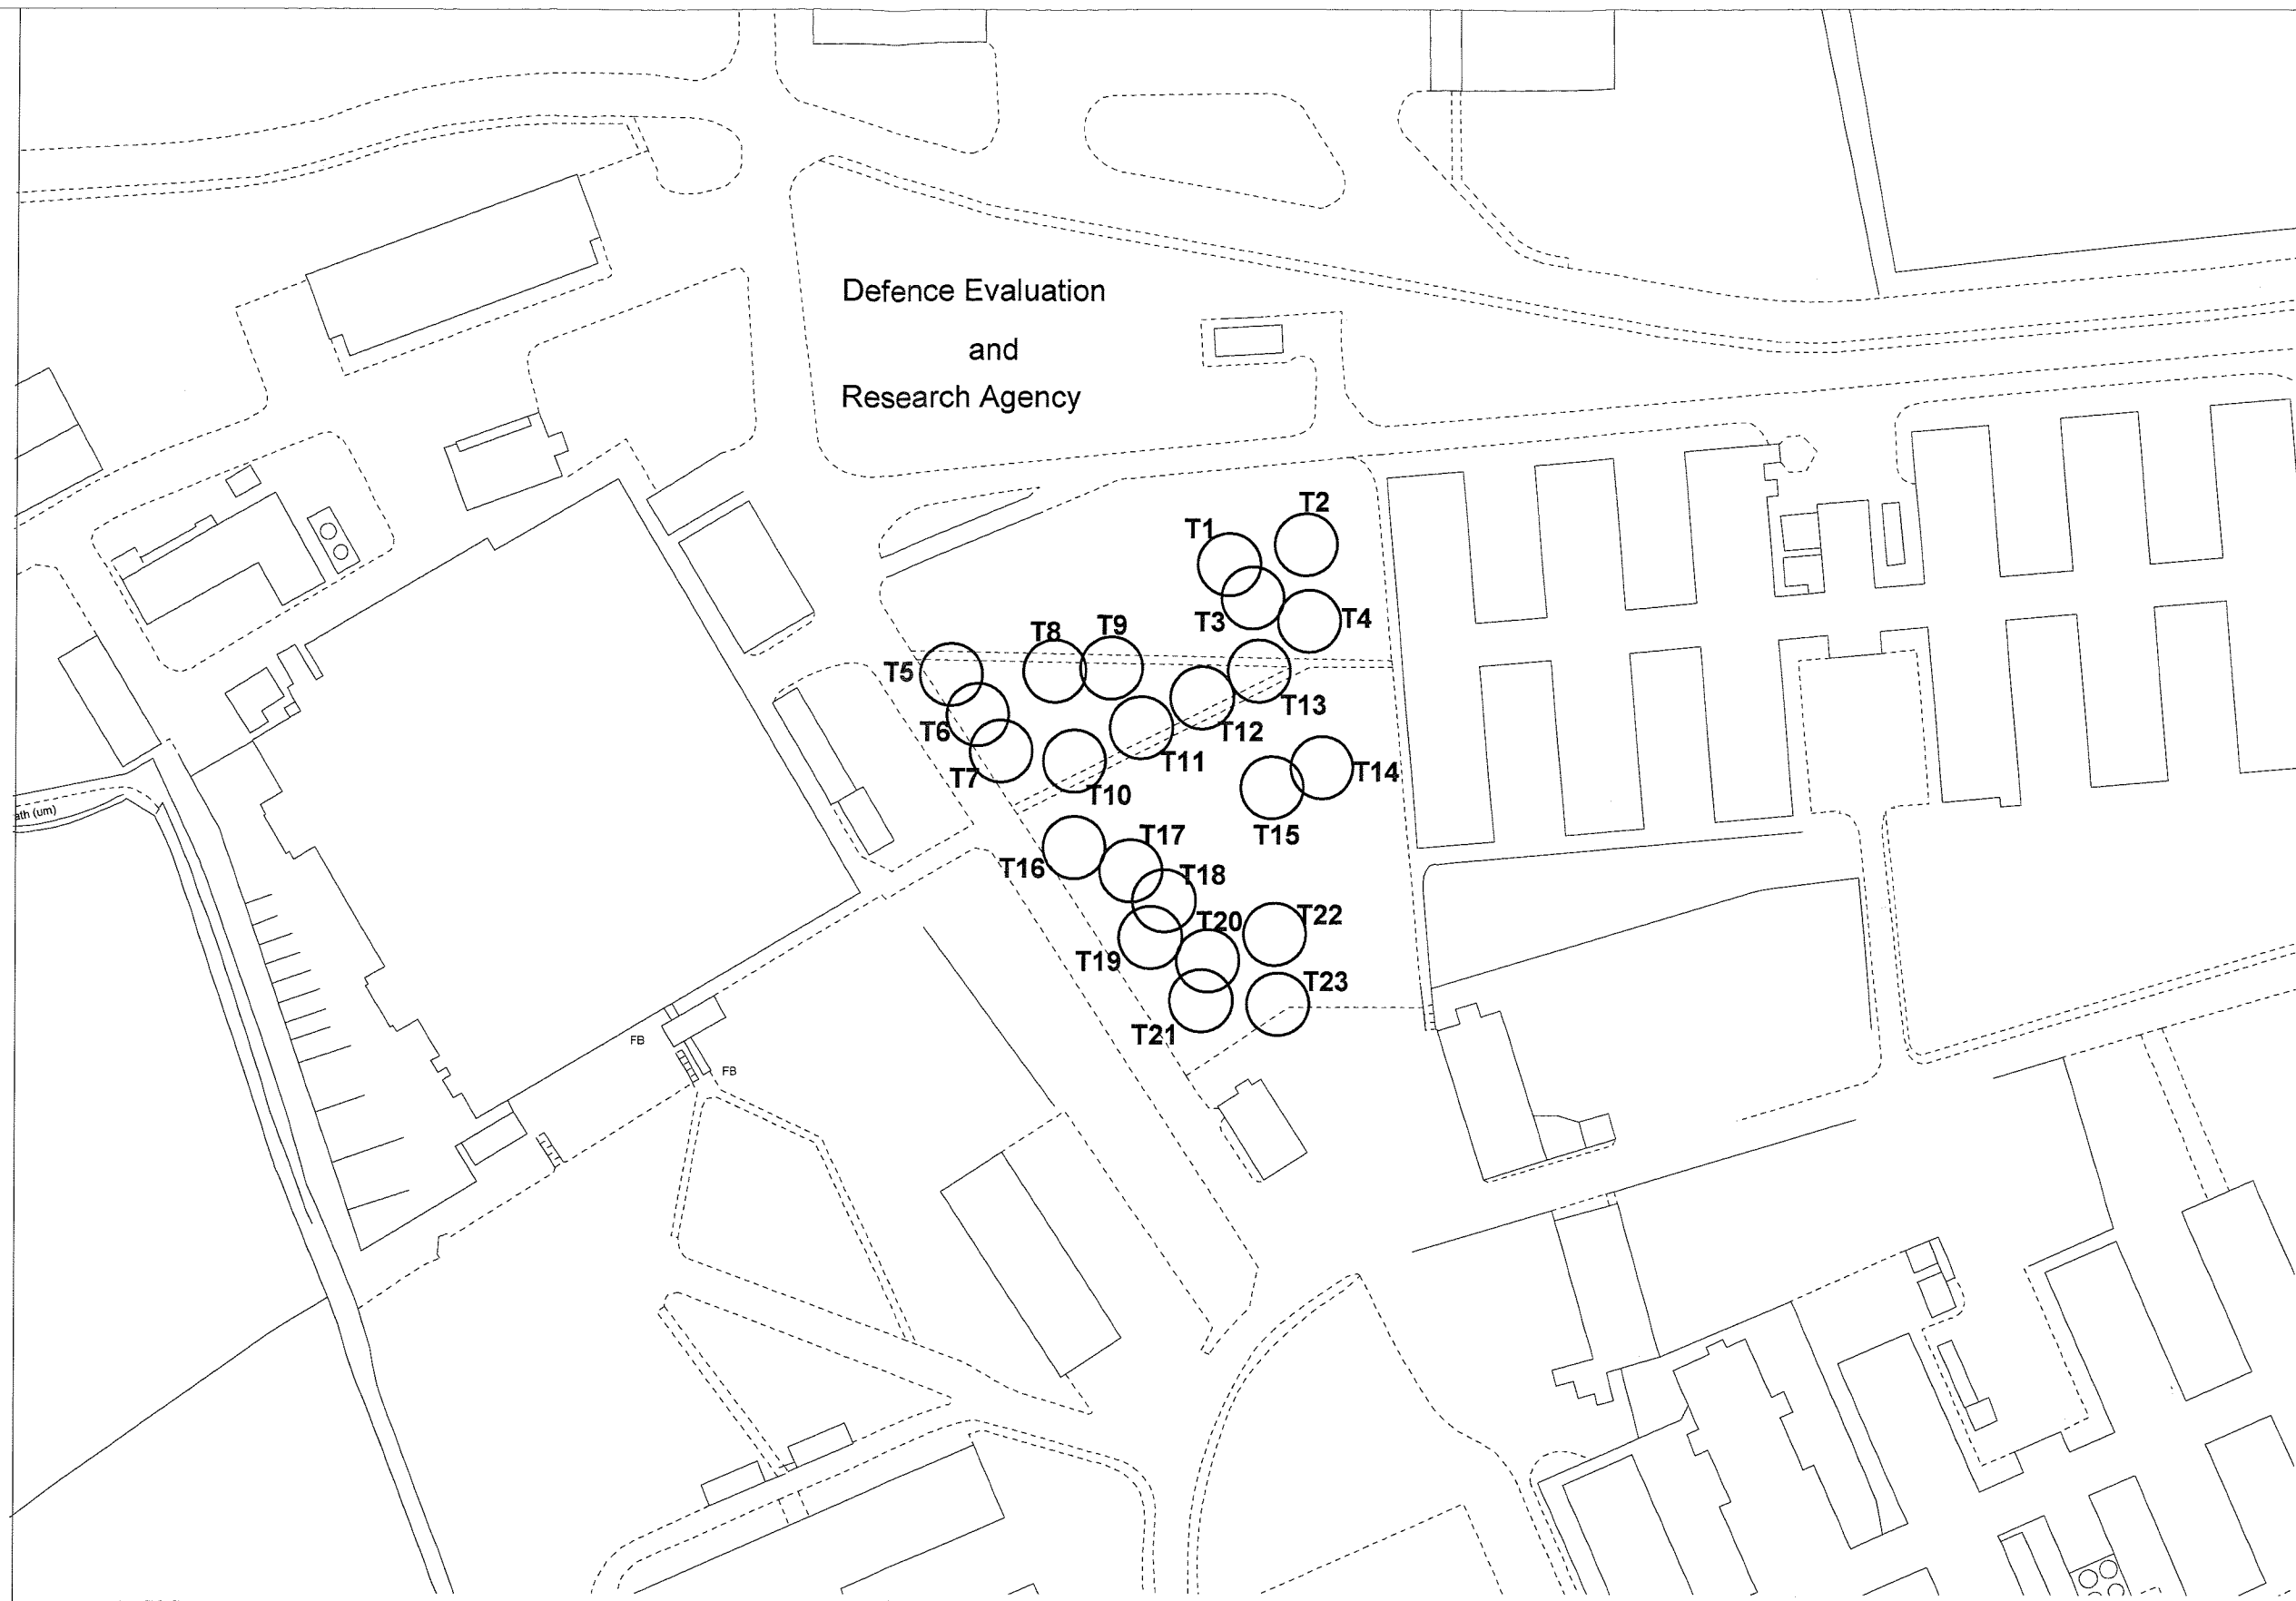 Defence Evaluation
and
Research Agency
T2
T1
T3
T4
T8
T9
T5
T13
T6
T12
T11
T7
T14
T10
T15
T17
T16
T18
T20
T22
T19
T23
T21
ath (um)
FB
FB